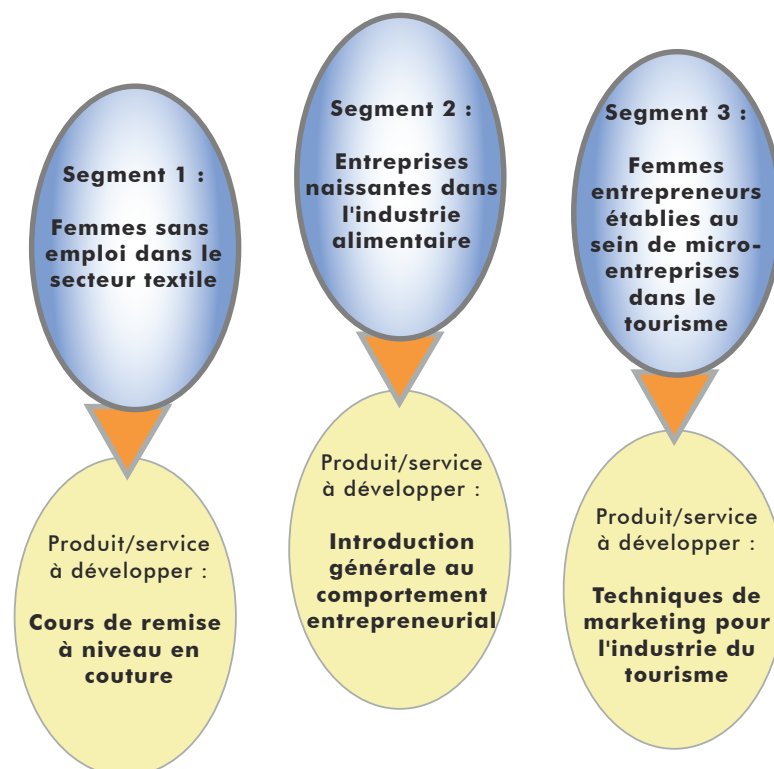 Segment 1 :
Femmes sans
emploi dans le
secteur textile
Produit/service
à développer :
Cours de remise
à niveau en
couture
Segment 2 :
Entreprises
naissantes dans
l'industrie
alimentaire
Produit/service
à développer :
Introduction
générale au
comportement
entrepreneurial
Segment 3 :
Femmes
entrepreneurs
établies au
sein de micro-
entreprises
dans le
tourisme
Produit/service
à développer :
Techniques de
marketing pour
l'industrie du
tourisme